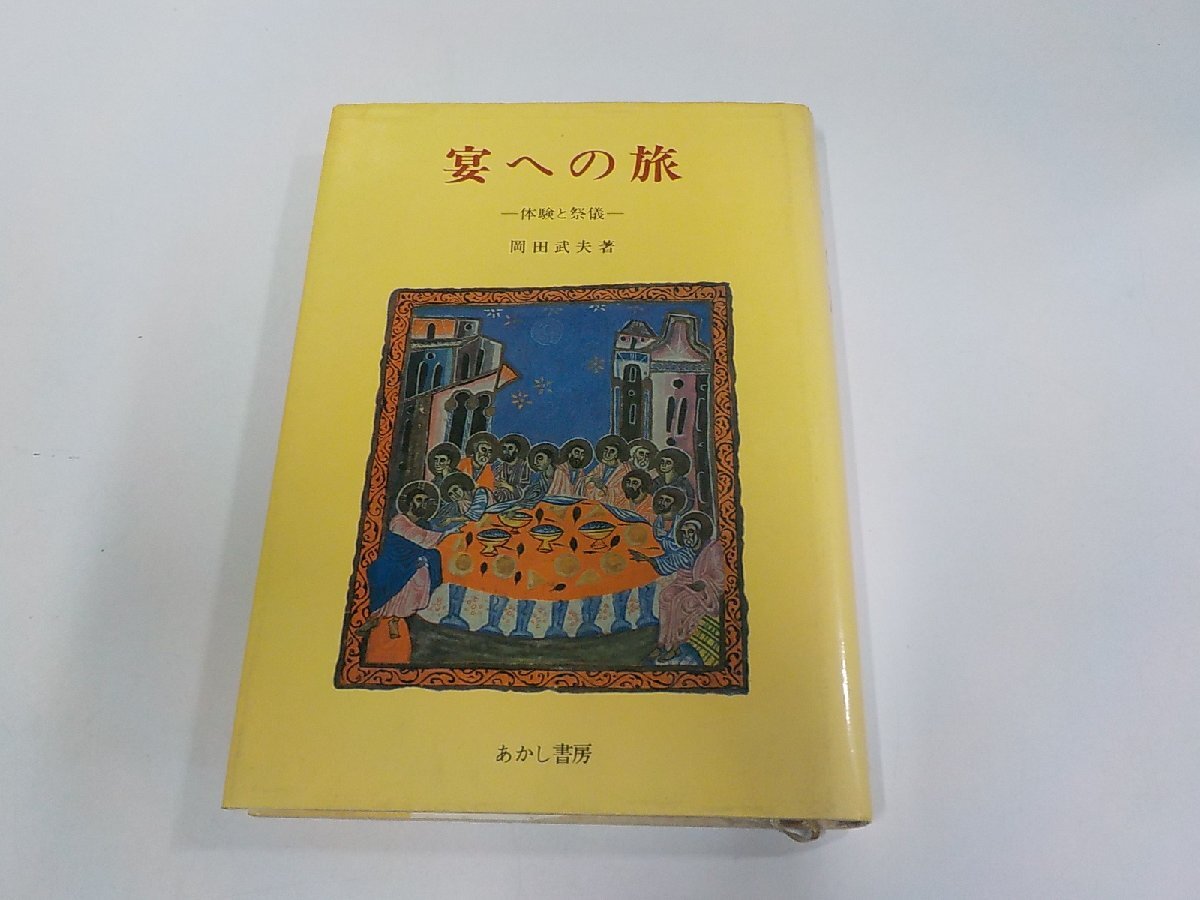 宴への旅
―体験と祭儀―
岡田武夫著
あかし書房